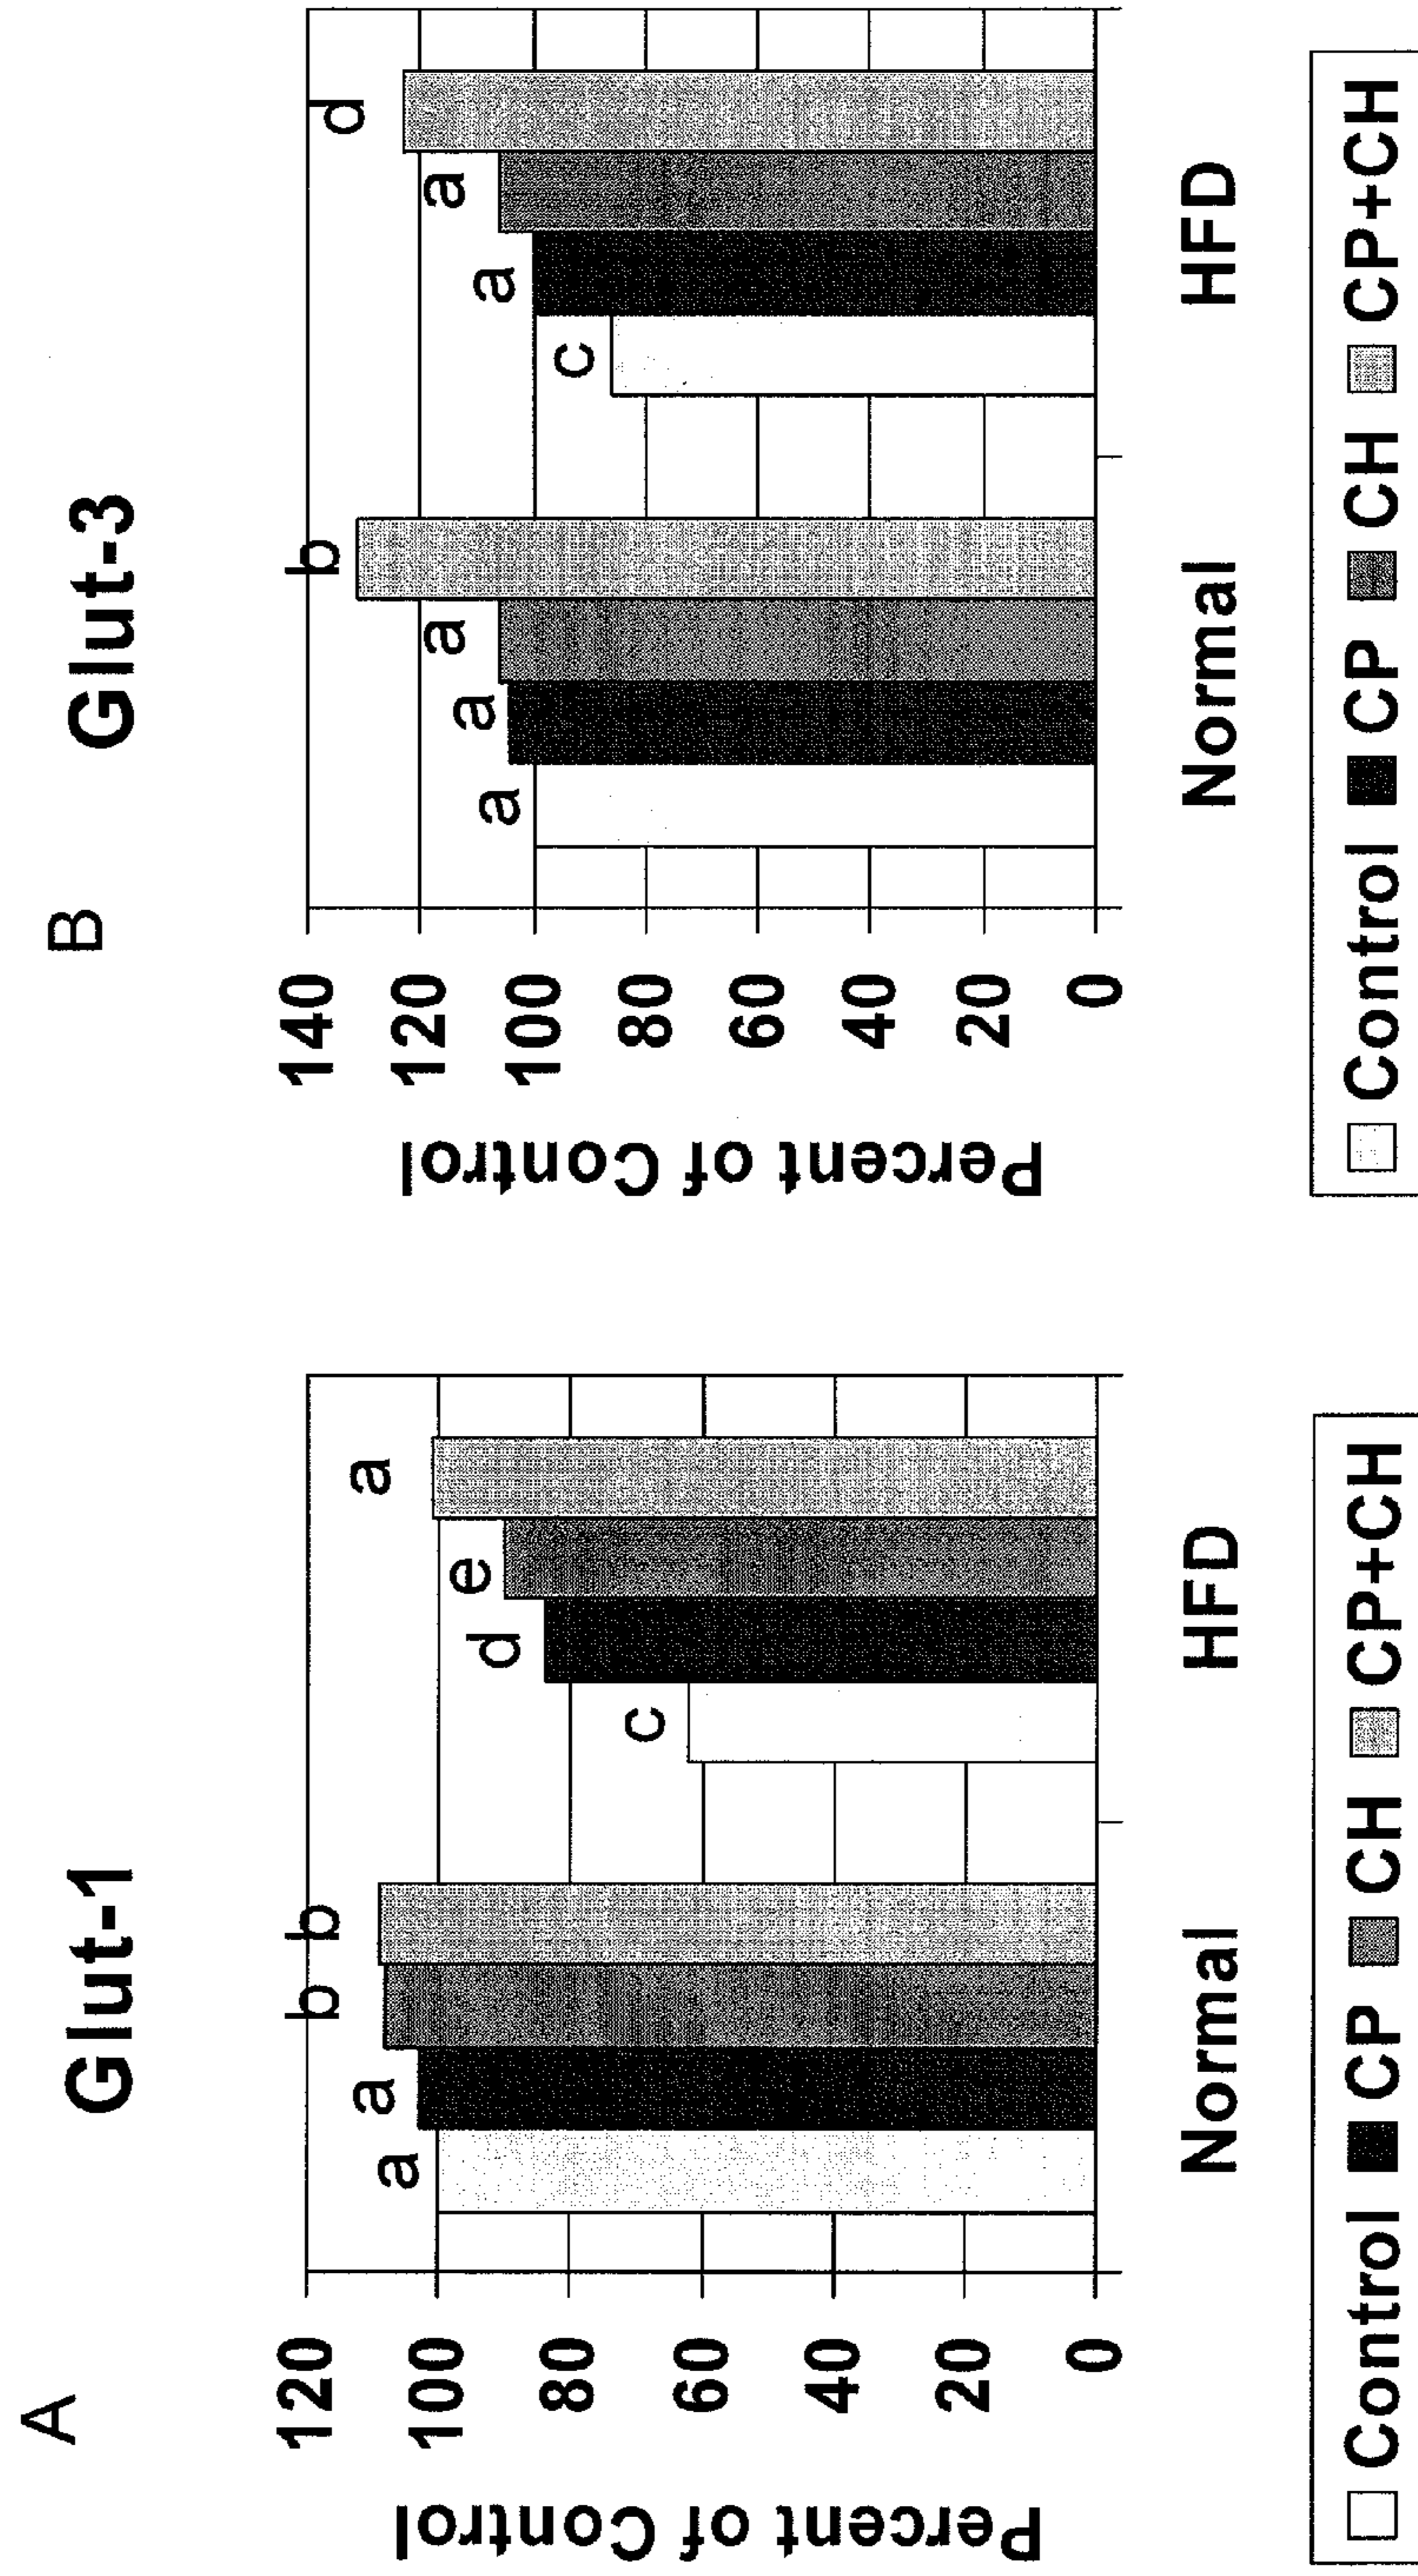 A
Glut-1
Percent of Control
120
100
80
60
40
20
0
a
a
b
b
c
d
e
a
Normal
HFD
Control CP CH CP+CH
B
Glut-3
Percent of Control
140
120
100
80
60
40
20
0
a
a
a
b
c
a
a
d
Normal
HFD
Control CP CH CP+CH